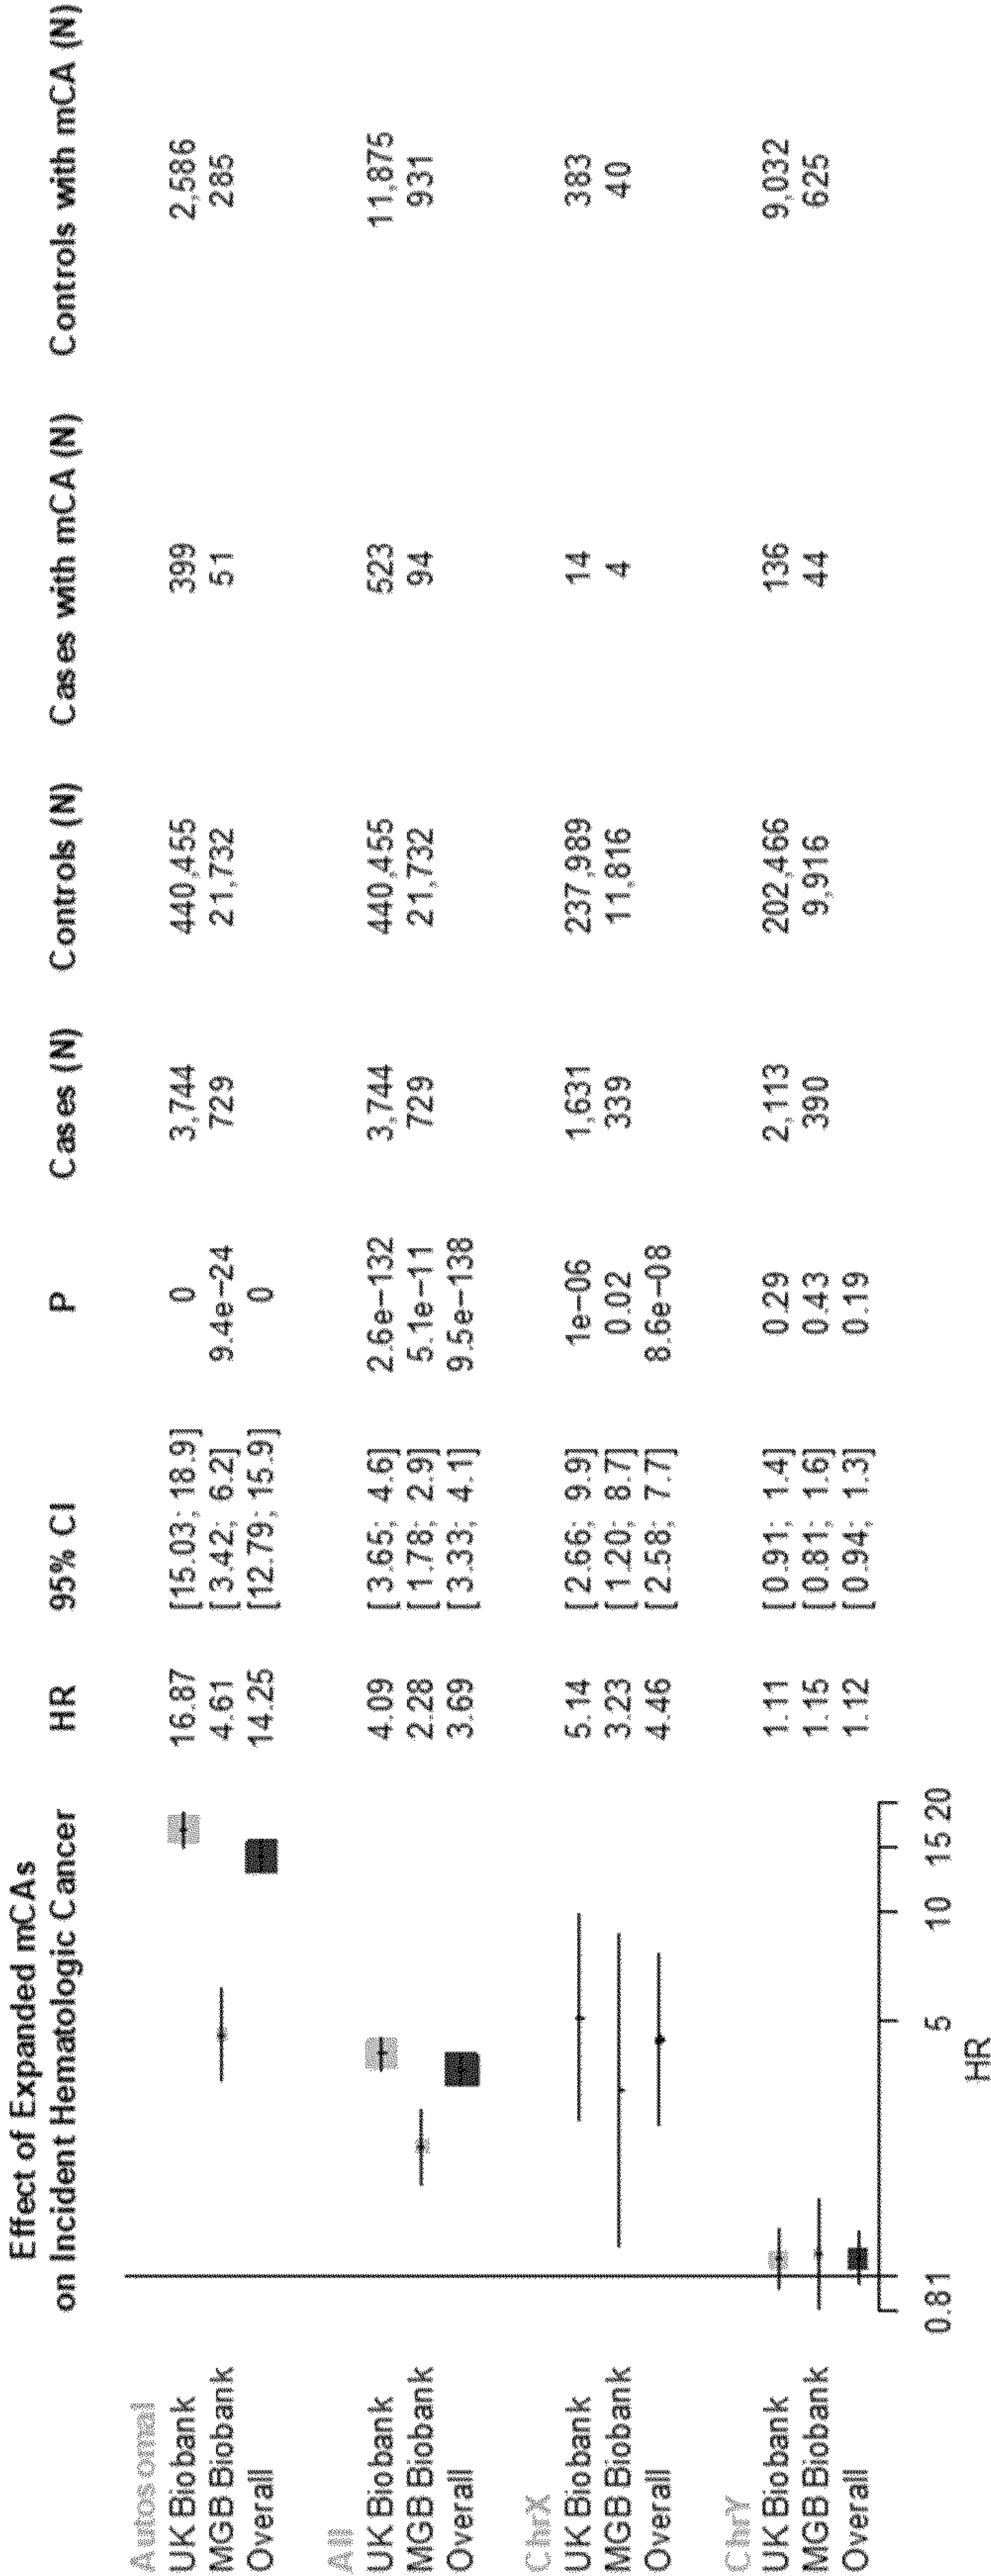 Effect of Expanded mCAs
on Incident Hematologic Cancer
HR 95% CI P Cases (N) Controls (N) Cases with mCA (N) Controls with mCA (N)
Autosomal
UK Biobank 16.87 [15.03; 18.9] 0 3,744 440,455 399 2,586
MGB Biobank 4.61 [ 3.42; 6.2] 9.4e−24 729 21,732 51 285
Overall 14.25 [12.79; 15.9] 0
All
UK Biobank 4.09 [ 3.65; 4.6] 2.6e−132 3,744 440,455 523 11,875
MGB Biobank 2.28 [ 1.78; 2.9] 5.1e−11 729 21,732 94 931
Overall 3.69 [ 3.33; 4.1] 9.5e−138
ChrX
UK Biobank 5.14 [ 2.66; 9.9] 1e−06 1,631 237,989 14 383
MGB Biobank 3.23 [ 1.20; 8.7] 0.02 339 11,816 4 40
Overall 4.46 [ 2.58; 7.7] 8.6e−08
ChrY
UK Biobank 1.11 [ 0.91; 1.4] 0.29 2,113 202,466 136 9,032
MGB Biobank 1.15 [ 0.81; 1.6] 0.43 390 9,916 44 625
Overall 1.12 [ 0.94; 1.3] 0.19
0.81 5 10 15 20
HR